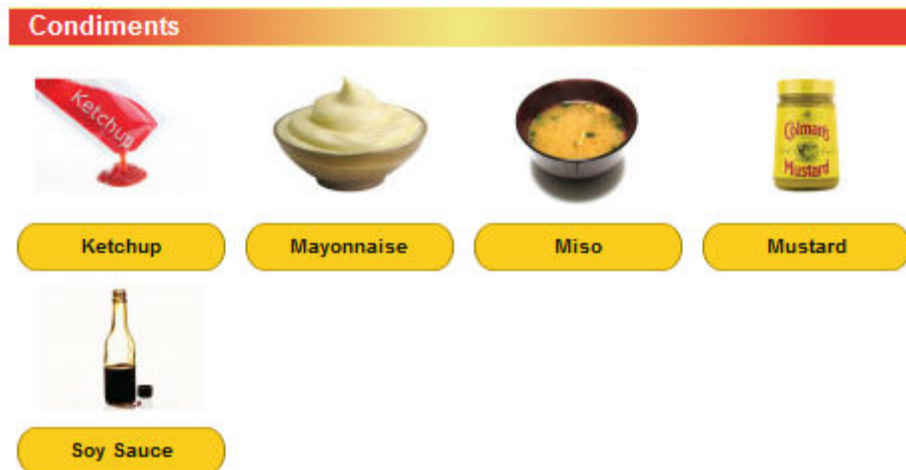 Condiments
Ketchup
Colman's
Mustard
Ketchup
Mayonnaise
Miso
Mustard
Soy Sauce